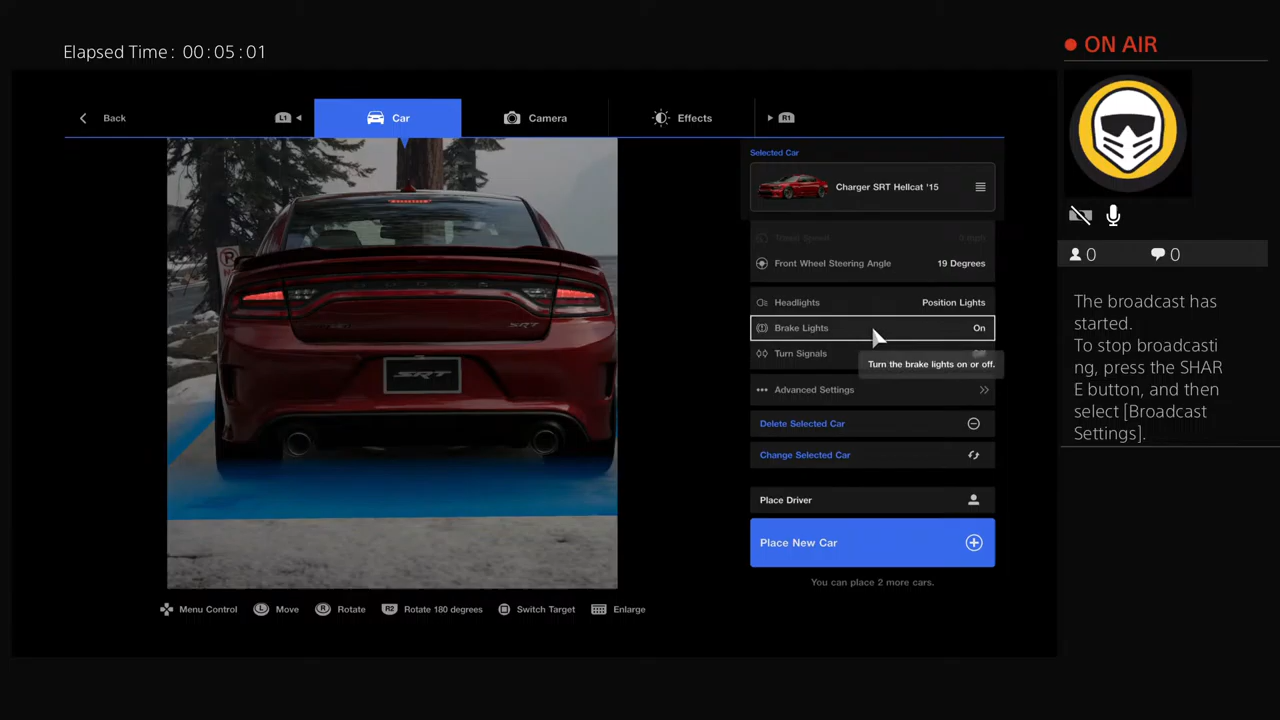 Elapsed Time: 00:05:01
ON AIR
Back
L1
Car
Camera
Effects
R1
Selected Car
Charger SRT Hellcat '15
Front Wheel Steering Angle 19 Degrees
Headlights Position Lights
Brake Lights On
Turn Signals
Turn the brake lights on or off.
Advanced Settings
Delete Selected Car
Change Selected Car
Place Driver
Place New Car
You can place 2 more cars.
SRT
SRT
Menu Control L Move R Rotate R2 Rotate 180 degrees Switch Target Enlarge
0 0
The broadcast has
started.
To stop broadcasti
ng, press the SHAR
E button, and then
select [Broadcast
Settings].